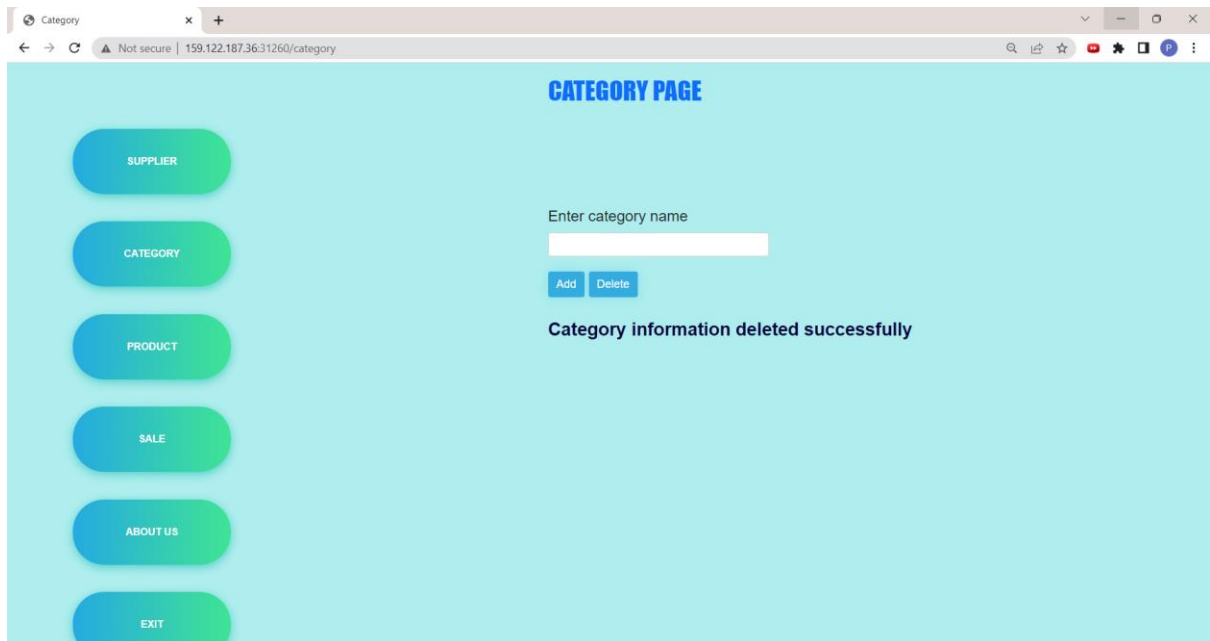 Category
Not secure | 159.122.187.36:31260/category
P
CATEGORY PAGE
SUPPLIER
CATEGORY
PRODUCT
SALE
ABOUT US
EXIT
Enter category name
Add Delete
Category information deleted successfully